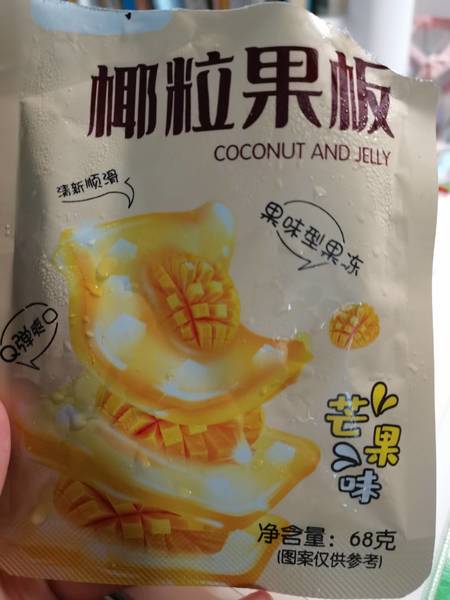 椰粒果板
COCONUT AND JELLY
清新顺滑
果味型果冻
Q弹爽
芒果味
净含量：68克
(图案仅供参考)